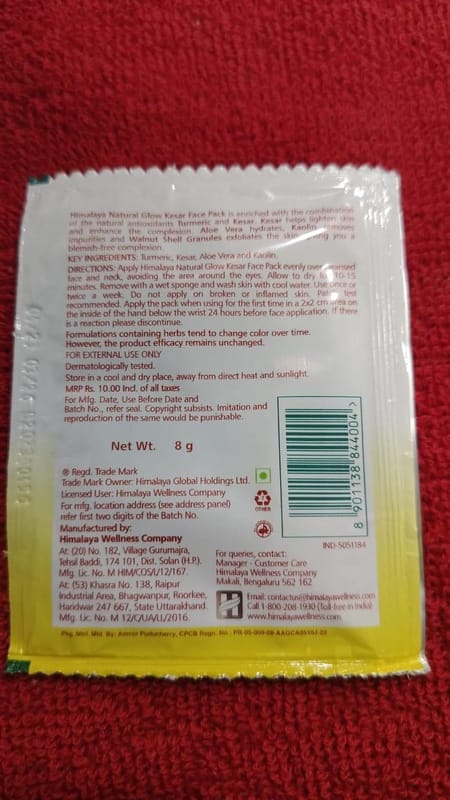 Himalaya Natural Glow Kesar Face Pack is enriched with the combination
of the natural antioxidants Turmeric and Kesar. Kesar helps lighten skin
and enhance the complexion. Aloe Vera hydrates, Kaolin removes
impurities and Walnut Shell Granules exfoliates the skin giving you a
blemish-free complexion.
KEY INGREDIENTS: Turmeric, Kesar, Aloe Vera and Kaolin.
DIRECTIONS: Apply Himalaya Natural Glow Kesar Face Pack evenly over cleansed
face and neck, avoiding the area around the eyes. Allow to dry for 10-15
minutes. Remove with a wet sponge and wash skin with cool water. Use once or
twice a week. Do not apply on broken or inflamed skin. Patch test
recommended. Apply the pack when using for the first time in a 2x2 cm area on
the inside of the hand below the wrist 24 hours before face application. If there
is a reaction please discontinue.
Formulations containing herbs tend to change color over time.
However, the product efficacy remains unchanged.
FOR EXTERNAL USE ONLY
Dermatologically tested.
Store in a cool and dry place, away from direct heat and sunlight.
MRP Rs. 10.00 Incl. of all taxes
For Mfg. Date, Use Before Date and
Batch No., refer seal. Copyright subsists. Imitation and
reproduction of the same would be punishable.
Net Wt. 8 g
® Regd. Trade Mark
Trade Mark Owner: Himalaya Global Holdings Ltd.
Licensed User: Himalaya Wellness Company
For mfg. location address (see address panel)
refer first two digits of the Batch No.
Manufactured by:
Himalaya Wellness Company
At: (20) No. 182, Village Gurumajra,
Tehsil Baddi, 174 101, Dist. Solan (H.P.).
Mfg. Lic. No. M HIM/COS/12/167.
At: (53) Khasra No. 138, Raipur
Industrial Area, Bhagwanpur, Roorkee,
Haridwar 247 667, State Uttarakhand.
Mfg. Lic. No. M 12/C/UA/LL/2016.
7
OTHER
8 901138 844004 >
IND-5051184
For queries, contact:
Manager - Customer Care
Himalaya Wellness Company
Makali, Bengaluru 562 162
Email: contactus@himalayawellness.com
Call 1-800-208-1930 (Toll-free in India)
www.himalayawellness.com
Pkg. Matl. Mfd. By: